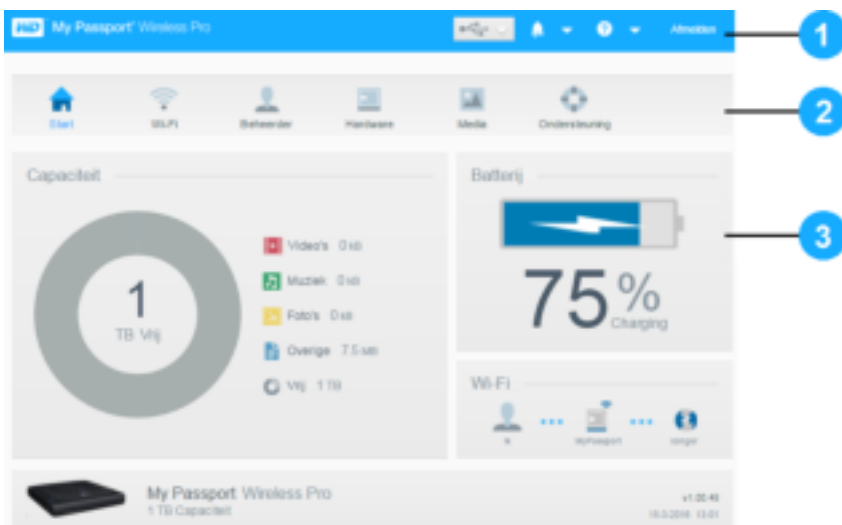 WD My Passport® Wireless Pro
Afmelden
1
Start
Wi-Fi
Beheerder
Hardware
Media
Ondersteuning
2
Capaciteit
1
TB Vrij
Video's 0 kB
Muziek 0 kB
Foto's 0 kB
Overige 7.5 MB
Vrij 1 TB
Batterij
3
75%
Charging
Wi-Fi
MyPassport
My Passport Wireless Pro
1 TB Capaciteit